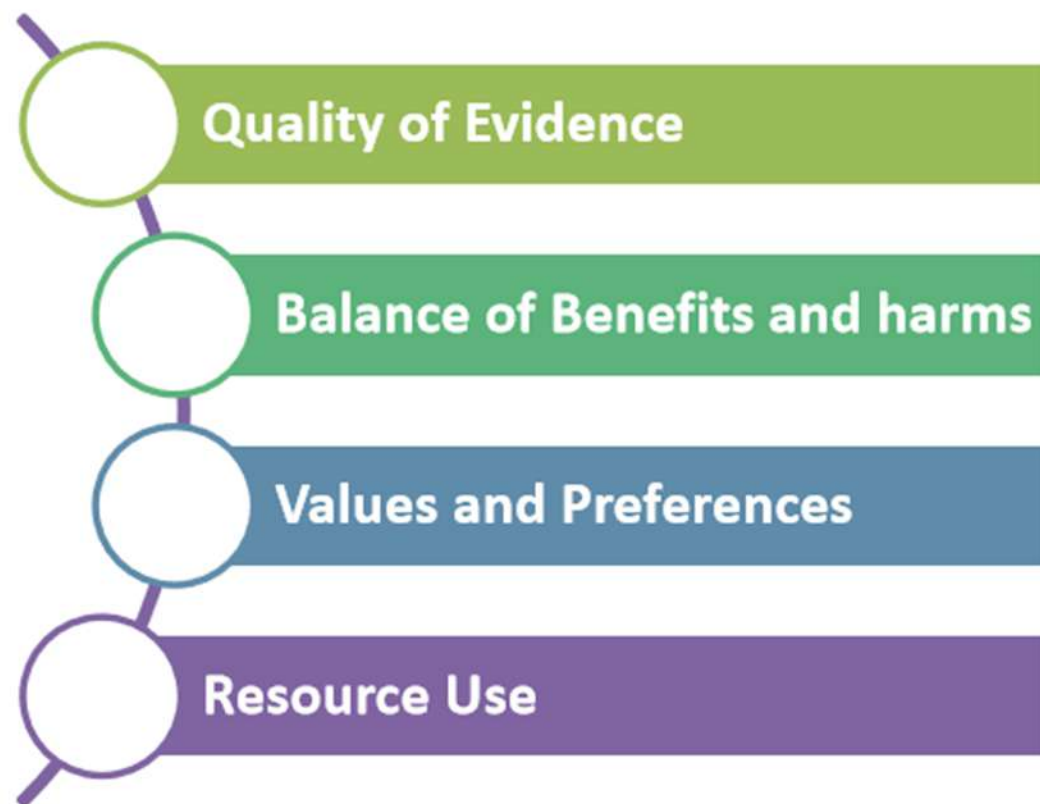 Quality of Evidence
Balance of Benefits and harms
Values and Preferences
Resource Use